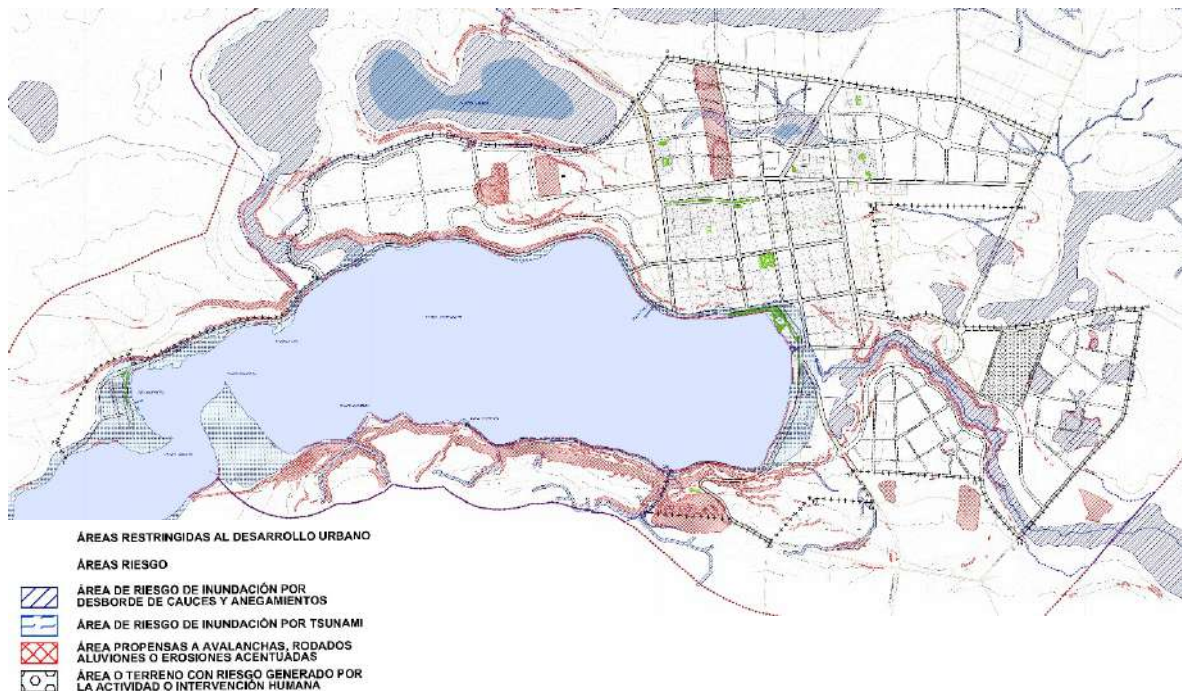 ÁREAS RESTRINGIDAS AL DESARROLLO URBANO
ÁREAS RIESGO
ÁREA DE RIESGO DE INUNDACIÓN POR
DESBORDE DE CAUCES Y ANEGAMIENTOS
ÁREA DE RIESGO DE INUNDACIÓN POR TSUNAMI
ÁREA PROPENSAS A AVALANCHAS, RODADOS
ALUVIONES O EROSIONES ACENTUADAS
ÁREA O TERRENO CON RIESGO GENERADO POR
LA ACTIVIDAD O INTERVENCIÓN HUMANA